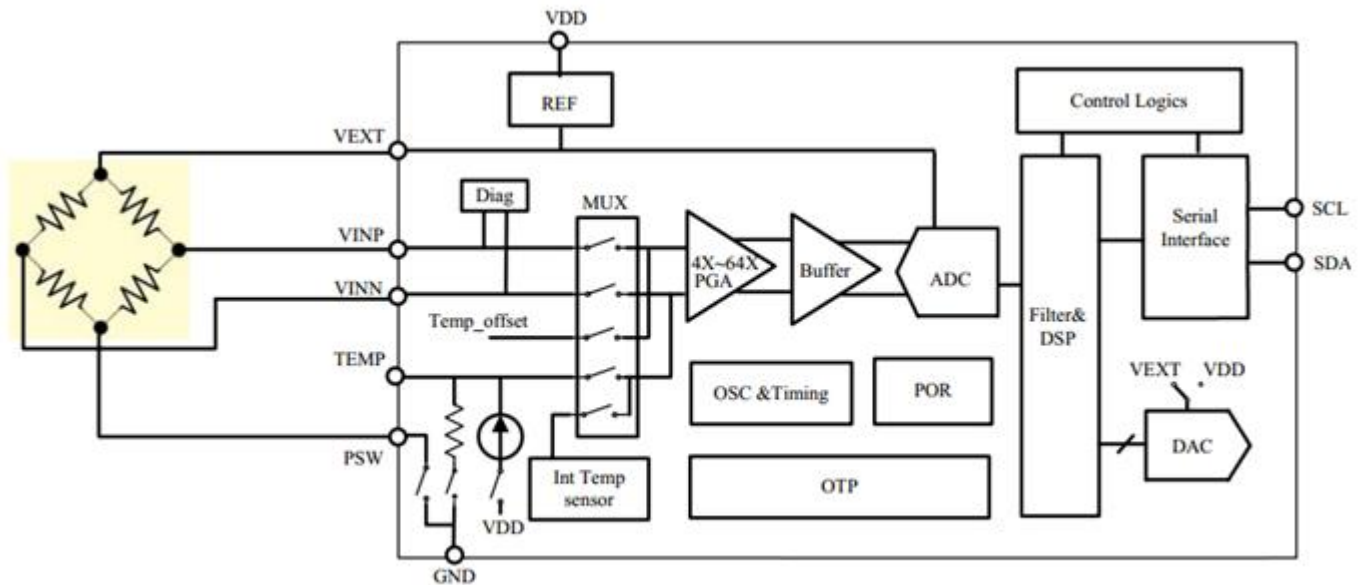 VDD
REF
Control Logics
VEXT
Diag
MUX
VINP
4X~64X
PGA
Buffer
ADC
Serial
Interface
SCL
SDA
VINN
Temp_offset
Filter&
DSP
TEMP
OSC &Timing
POR
VEXT
VDD
DAC
PSW
Int Temp
sensor
OTP
VDD
GND